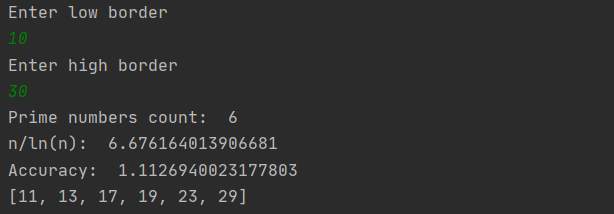 Enter low border
10
Enter high border
30
Prime numbers count:  6
n/ln(n):  6.676164013906681
Accuracy:  1.1126940023177803
[11, 13, 17, 19, 23, 29]